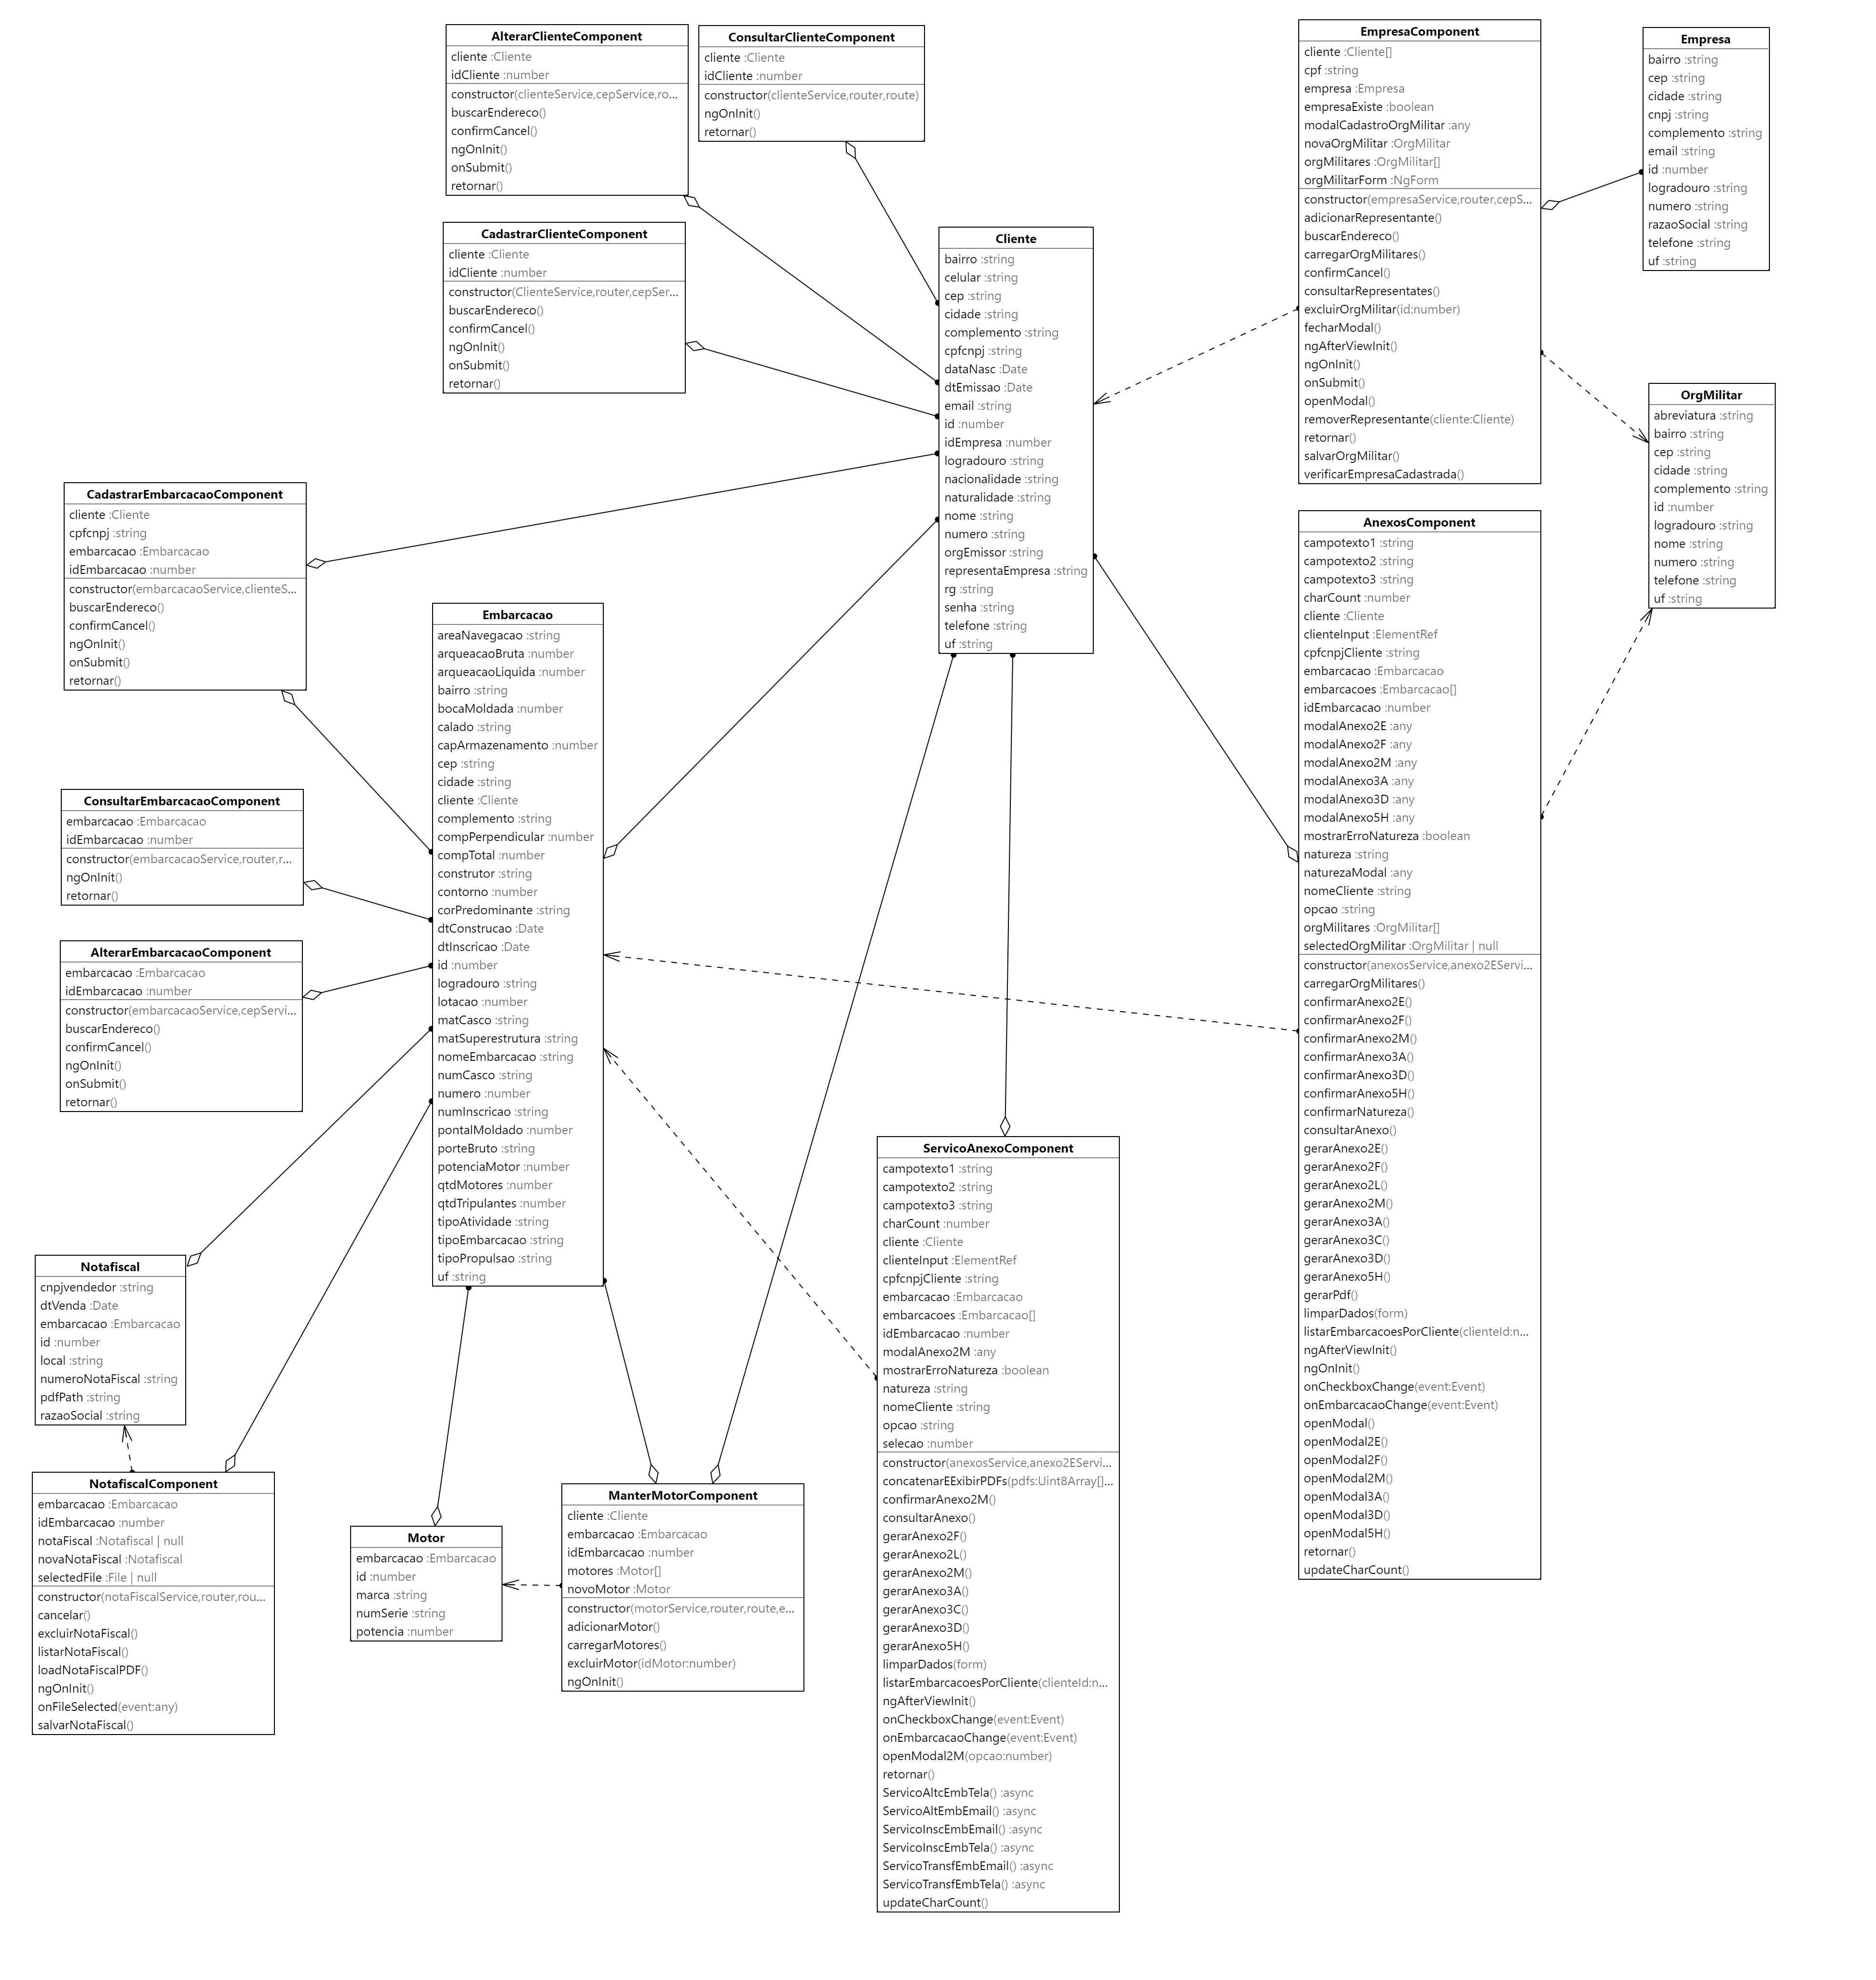 AlterarClienteComponent
cliente :Cliente
idCliente :number
constructor(clienteService,cepService,ro...
buscarEndereco()
confirmCancel()
ngOnInit()
onSubmit()
retornar()
ConsultarClienteComponent
cliente :Cliente
idCliente :number
constructor(clienteService,router,route)
ngOnInit()
retornar()
EmpresaComponent
cliente :Cliente[]
cpf :string
empresa :Empresa
empresaExiste :boolean
modalCadastroOrgMilitar :any
novaOrgMilitar :OrgMilitar
orgMilitares :OrgMilitar[]
orgMilitarForm :NgForm
constructor(empresaService,router,cepS...
adicionarRepresentante()
buscarEndereco()
carregarOrgMilitares()
confirmCancel()
consultarRepresentates()
excluirOrgMilitar(id:number)
fecharModal()
ngAfterViewInit()
ngOnInit()
onSubmit()
openModal()
removerRepresentante(cliente:Cliente)
retornar()
salvarOrgMilitar()
verificarEmpresaCadastrada()
Empresa
bairro :string
cep :string
cidade :string
cnpj :string
complemento :string
email :string
id :number
logradouro :string
numero :string
razaoSocial :string
telefone :string
uf :string
CadastrarClienteComponent
cliente :Cliente
idCliente :number
constructor(ClienteService,router,cepSer...
buscarEndereco()
confirmCancel()
ngOnInit()
onSubmit()
retornar()
Cliente
bairro :string
celular :string
cep :string
cidade :string
complemento :string
cpfcnpj :string
dataNasc :Date
dtEmissao :Date
email :string
id :number
idEmpresa :number
logradouro :string
nacionalidade :string
naturalidade :string
nome :string
numero :string
orgEmissor :string
representaEmpresa :string
rg :string
senha :string
telefone :string
uf :string
OrgMilitar
abreviatura :string
bairro :string
cep :string
cidade :string
complemento :string
id :number
logradouro :string
nome :string
numero :string
telefone :string
uf :string
CadastrarEmbarcacaoComponent
cliente :Cliente
cpfcnpj :string
embarcacao :Embarcacao
idEmbarcacao :number
constructor(embarcacaoService,clienteS...
buscarEndereco()
confirmCancel()
ngOnInit()
onSubmit()
retornar()
AnexosComponent
campotexto1 :string
campotexto2 :string
campotexto3 :string
charCount :number
cliente :Cliente
clienteInput :ElementRef
cpfcnpjCliente :string
embarcacao :Embarcacao
embarcacoes :Embarcacao[]
idEmbarcacao :number
modalAnexo2E :any
modalAnexo2F :any
modalAnexo2M :any
modalAnexo3A :any
modalAnexo3D :any
modalAnexo5H :any
mostrarErroNatureza :boolean
natureza :string
naturezaModal :any
nomeCliente :string
opcao :string
orgMilitares :OrgMilitar[]
selectedOrgMilitar :OrgMilitar | null
constructor(anexosService,anexo2EServi...
carregarOrgMilitares()
confirmarAnexo2E()
confirmarAnexo2F()
confirmarAnexo2M()
confirmarAnexo3A()
confirmarAnexo3D()
confirmarAnexo5H()
confirmarNatureza()
consultarAnexo()
gerarAnexo2E()
gerarAnexo2F()
gerarAnexo2L()
gerarAnexo2M()
gerarAnexo3A()
gerarAnexo3C()
gerarAnexo3D()
gerarAnexo5H()
gerarPdf()
limparDados(form)
listarEmbarcacoesPorCliente(clienteId:n...
ngAfterViewInit()
ngOnInit()
onCheckboxChange(event:Event)
onEmbarcacaoChange(event:Event)
openModal()
openModal2E()
openModal2F()
openModal2M()
openModal3A()
openModal3D()
openModal5H()
retornar()
updateCharCount()
Embarcacao
areaNavegacao :string
arqueacaoBruta :number
arqueacaoLiquida :number
bairro :string
bocaMoldada :number
calado :string
capArmazenamento :number
cep :string
cidade :string
cliente :Cliente
complemento :string
compPerpendicular :number
compTotal :number
construtor :string
contorno :number
corPredominante :string
dtConstrucao :Date
dtInscricao :Date
id :number
logradouro :string
lotacao :number
matCasco :string
matSuperestrutura :string
nomeEmbarcacao :string
numCasco :string
numero :number
numInscricao :string
pontalMoldado :number
porteBruto :string
potenciaMotor :number
qtdMotores :number
qtdTripulantes :number
tipoAtividade :string
tipoEmbarcacao :string
tipoPropulsao :string
uf :string
ConsultarEmbarcacaoComponent
embarcacao :Embarcacao
idEmbarcacao :number
constructor(embarcacaoService,router,r...
ngOnInit()
retornar()
AlterarEmbarcacaoComponent
embarcacao :Embarcacao
idEmbarcacao :number
constructor(embarcacaoService,cepServi...
buscarEndereco()
confirmCancel()
ngOnInit()
onSubmit()
retornar()
ServicoAnexoComponent
campotexto1 :string
campotexto2 :string
campotexto3 :string
charCount :number
cliente :Cliente
clienteInput :ElementRef
cpfcnpjCliente :string
embarcacao :Embarcacao
embarcacoes :Embarcacao[]
idEmbarcacao :number
modalAnexo2M :any
mostrarErroNatureza :boolean
natureza :string
nomeCliente :string
opcao :string
selecao :number
constructor(anexosService,anexo2EServi...
concatenarEExibirPDFs(pdfs:Uint8Array[]...
confirmarAnexo2M()
consultarAnexo()
gerarAnexo2F()
gerarAnexo2L()
gerarAnexo2M()
gerarAnexo3A()
gerarAnexo3C()
gerarAnexo3D()
gerarAnexo5H()
limparDados(form)
listarEmbarcacoesPorCliente(clienteId:n...
ngAfterViewInit()
onCheckboxChange(event:Event)
onEmbarcacaoChange(event:Event)
openModal2M(opcao:number)
retornar()
ServicoAltcEmbTela() :async
ServicoAltEmbEmail() :async
ServicoInscEmbEmail() :async
ServicoInscEmbTela() :async
ServicoTransfEmbEmail() :async
ServicoTransfEmbTela() :async
updateCharCount()
Notafiscal
cnpjvendedor :string
dtVenda :Date
embarcacao :Embarcacao
id :number
local :string
numeroNotaFiscal :string
pdfPath :string
razaoSocial :string
NotafiscalComponent
embarcacao :Embarcacao
idEmbarcacao :number
notaFiscal :Notafiscal | null
novaNotaFiscal :Notafiscal
selectedFile :File | null
constructor(notaFiscalService,router,rou...
cancelar()
excluirNotaFiscal()
listarNotaFiscal()
loadNotaFiscalPDF()
ngOnInit()
onFileSelected(event:any)
salvarNotaFiscal()
Motor
embarcacao :Embarcacao
id :number
marca :string
numSerie :string
potencia :number
ManterMotorComponent
cliente :Cliente
embarcacao :Embarcacao
idEmbarcacao :number
motores :Motor[]
novoMotor :Motor
constructor(motorService,router,route,e...
adicionarMotor()
carregarMotores()
excluirMotor(idMotor:number)
ngOnInit()